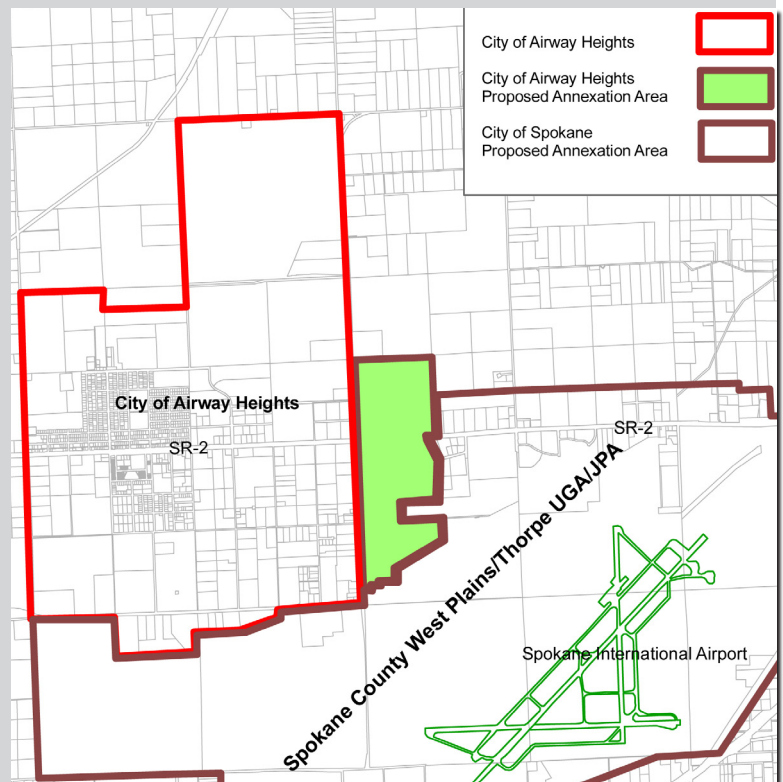 City of Airway Heights
City of Airway Heights
Proposed Annexation Area
City of Spokane
Proposed Annexation Area
City of Airway Heights
SR-2
SR-2
Spokane County West Plains/Thorpe UGA/JPA
Spokane International Airport